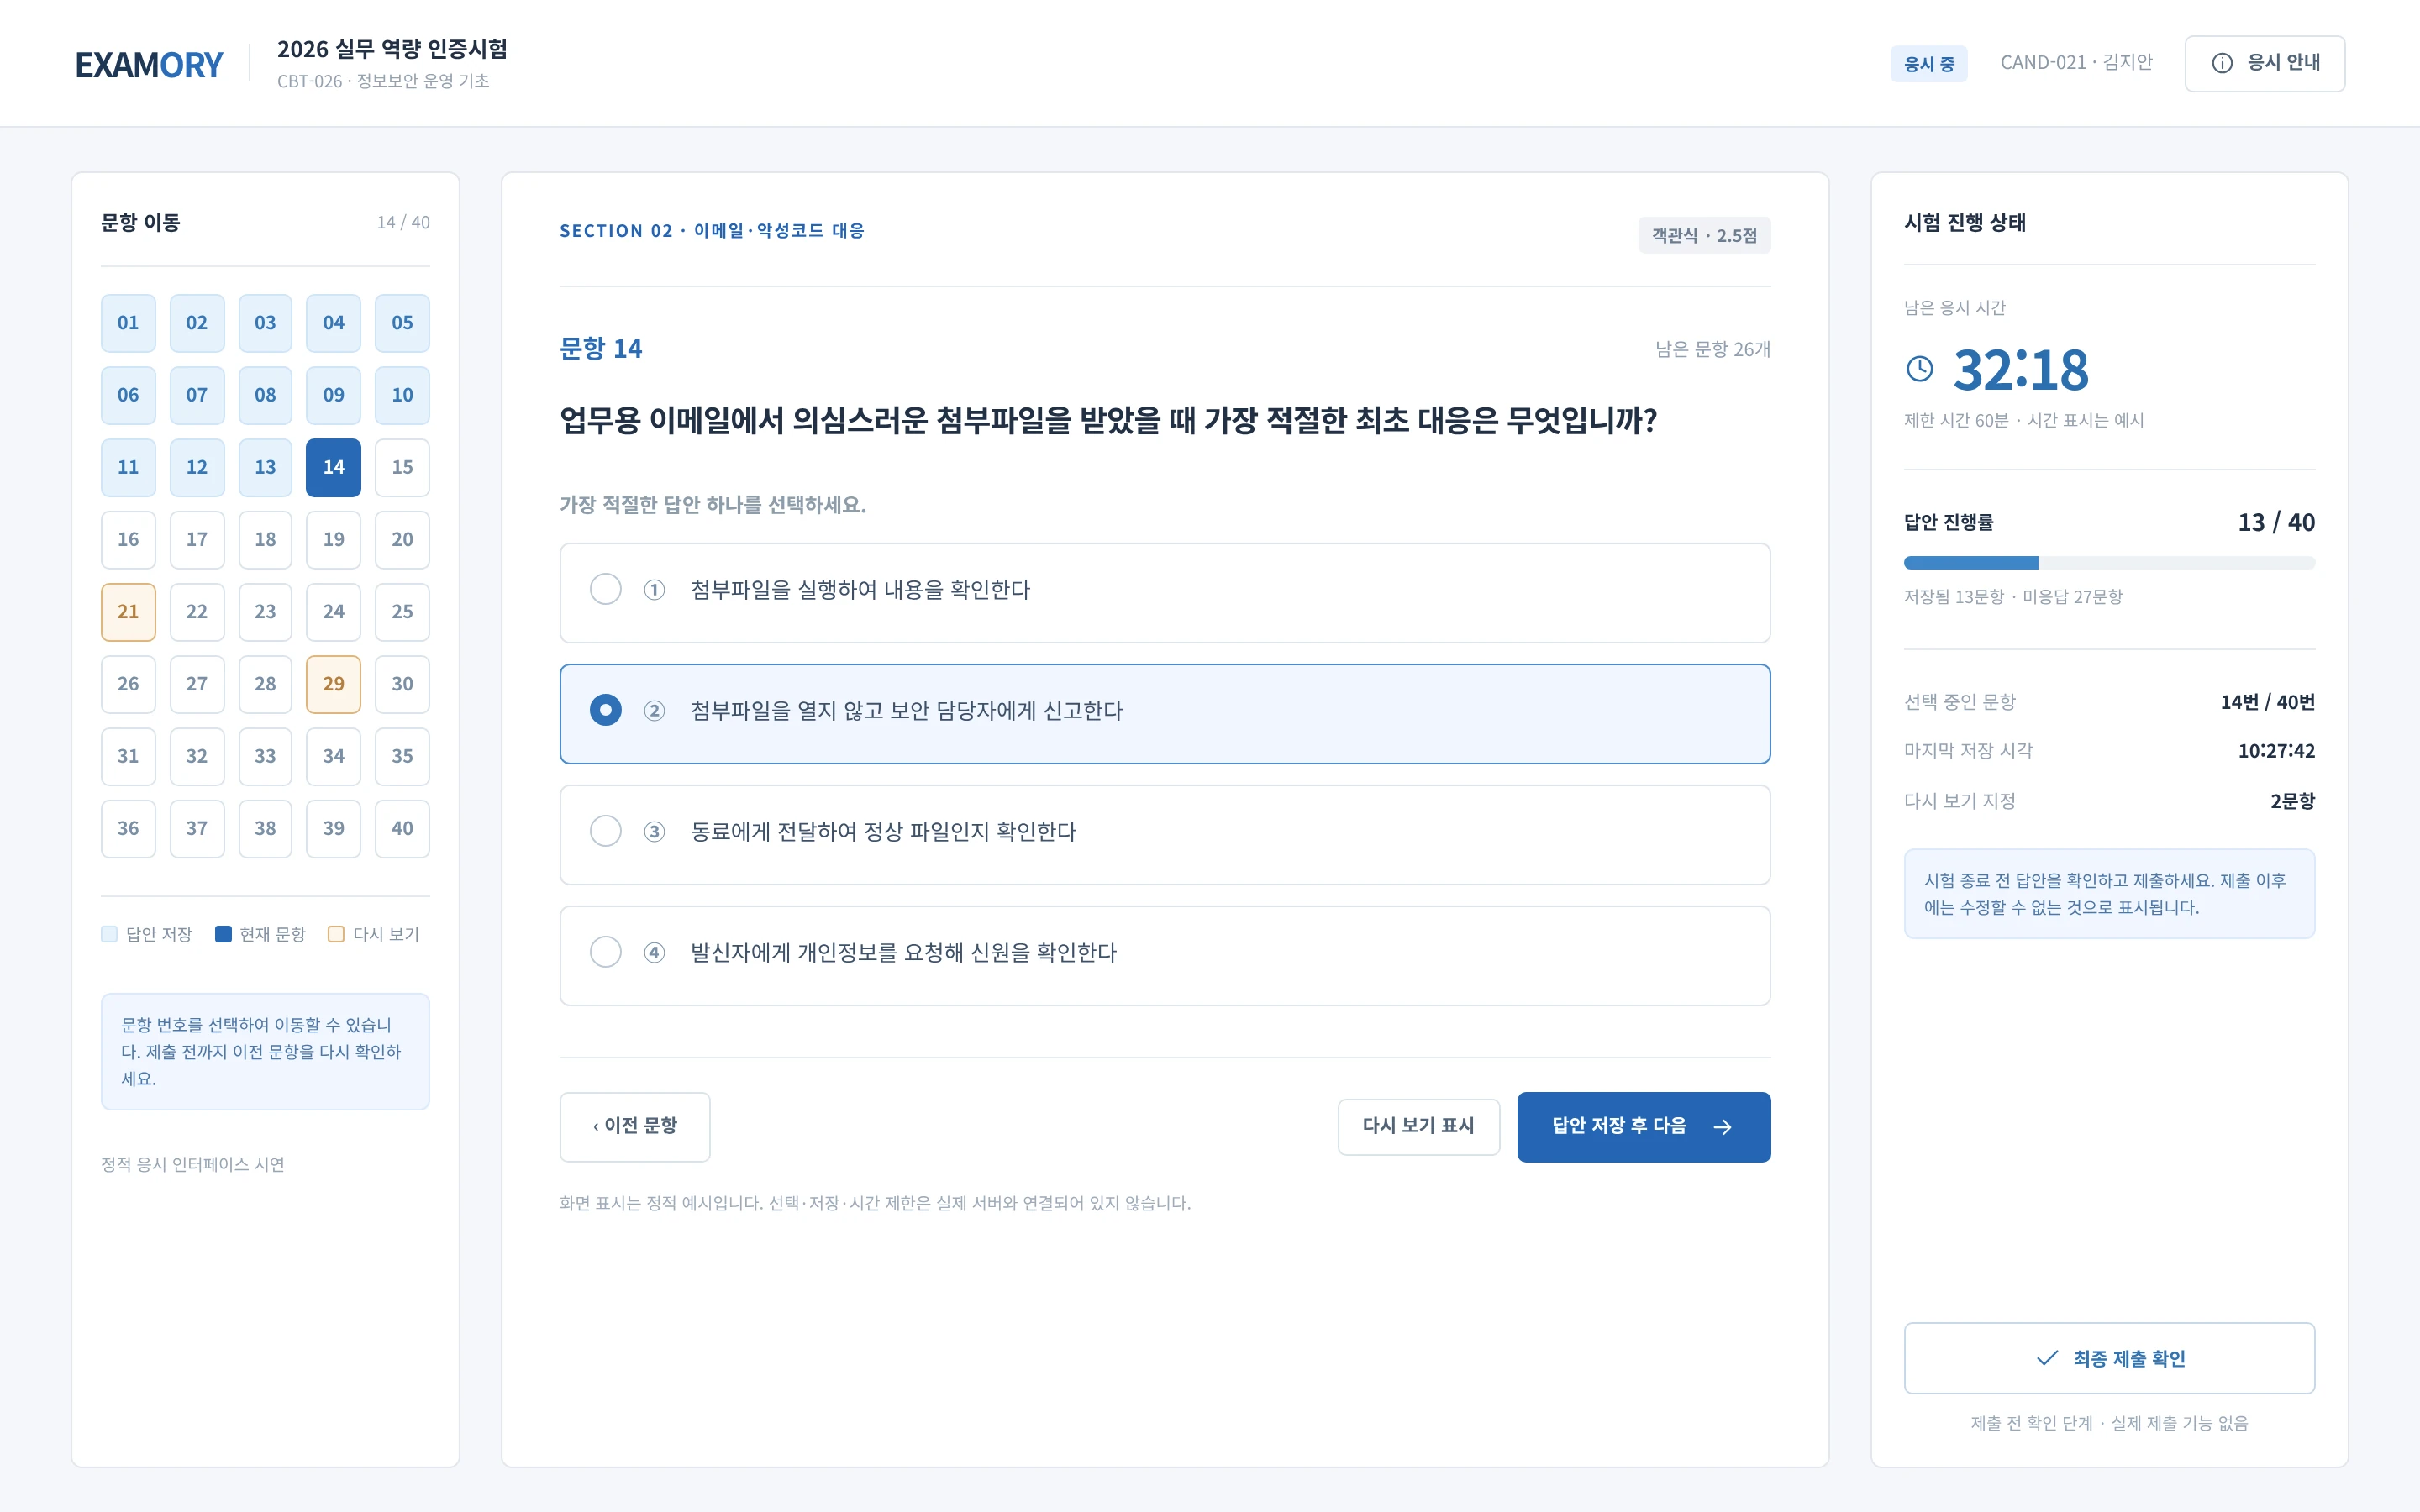 EXAMORY
2026 실무 역량 인증시험
CBT-026 · 정보보안 운영 기초
응시 중
CAND-021 · 김지안
응시 안내
문항 이동
14 / 40
01 02 03 04 05
06 07 08 09 10
11 12 13 14 15
16 17 18 19 20
21 22 23 24 25
26 27 28 29 30
31 32 33 34 35
36 37 38 39 40
답안 저장 현재 문항 다시 보기
문항 번호를 선택하여 이동할 수 있습니
다. 제출 전까지 이전 문항을 다시 확인하
세요.
정적 응시 인터페이스 시연
SECTION 02 · 이메일·악성코드 대응
객관식 · 2.5점
문항 14
남은 문항 26개
업무용 이메일에서 의심스러운 첨부파일을 받았을 때 가장 적절한 최초 대응은 무엇입니까?
가장 적절한 답안 하나를 선택하세요.
① 첨부파일을 실행하여 내용을 확인한다
② 첨부파일을 열지 않고 보안 담당자에게 신고한다
③ 동료에게 전달하여 정상 파일인지 확인한다
④ 발신자에게 개인정보를 요청해 신원을 확인한다
‹ 이전 문항
다시 보기 표시
답안 저장 후 다음 →
화면 표시는 정적 예시입니다. 선택·저장·시간 제한은 실제 서버와 연결되어 있지 않습니다.
시험 진행 상태
남은 응시 시간
32:18
제한 시간 60분 · 시간 표시는 예시
답안 진행률
13 / 40
저장됨 13문항 · 미응답 27문항
선택 중인 문항 14번 / 40번
마지막 저장 시각 10:27:42
다시 보기 지정 2문항
시험 종료 전 답안을 확인하고 제출하세요. 제출 이후
에는 수정할 수 없는 것으로 표시됩니다.
최종 제출 확인
제출 전 확인 단계 · 실제 제출 기능 없음